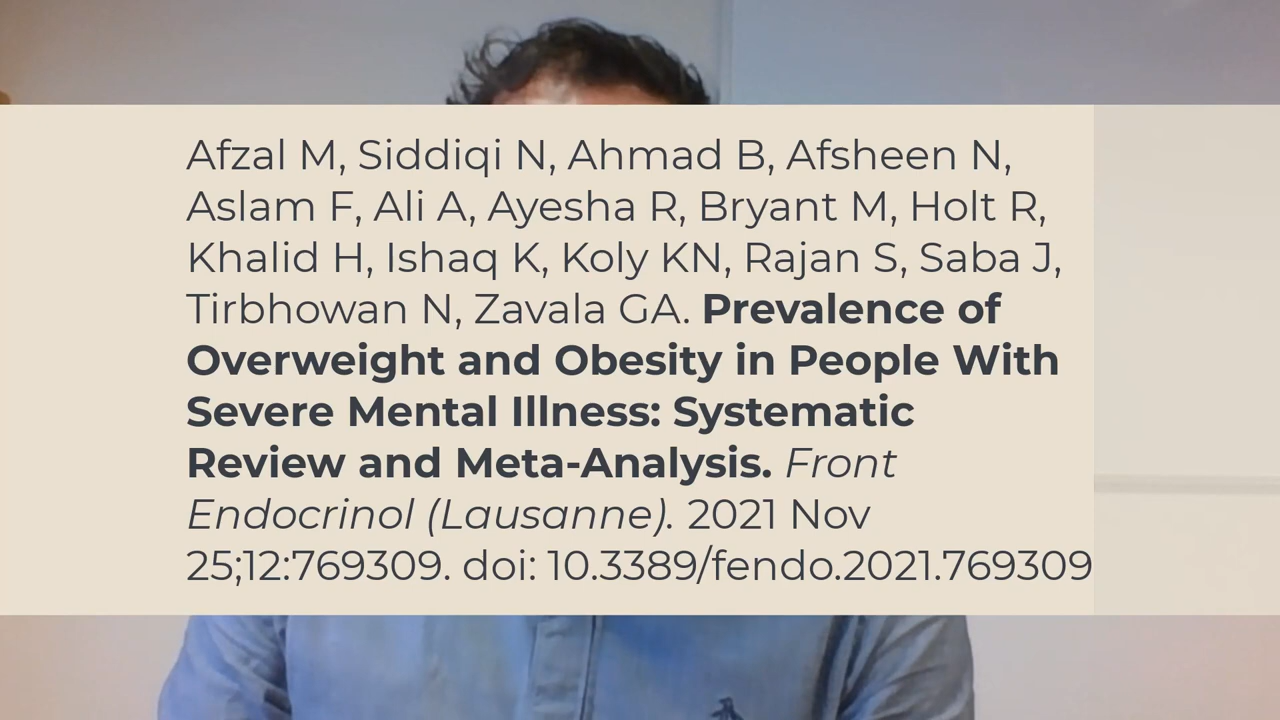 Afzal M, Siddiqi N, Ahmad B, Afsheen N,
Aslam F, Ali A, Ayesha R, Bryant M, Holt R,
Khalid H, Ishaq K, Koly KN, Rajan S, Saba J,
Tirbhowan N, Zavala GA. Prevalence of
Overweight and Obesity in People With
Severe Mental Illness: Systematic
Review and Meta-Analysis. Front
Endocrinol (Lausanne). 2021 Nov
25;12:769309. doi: 10.3389/fendo.2021.769309